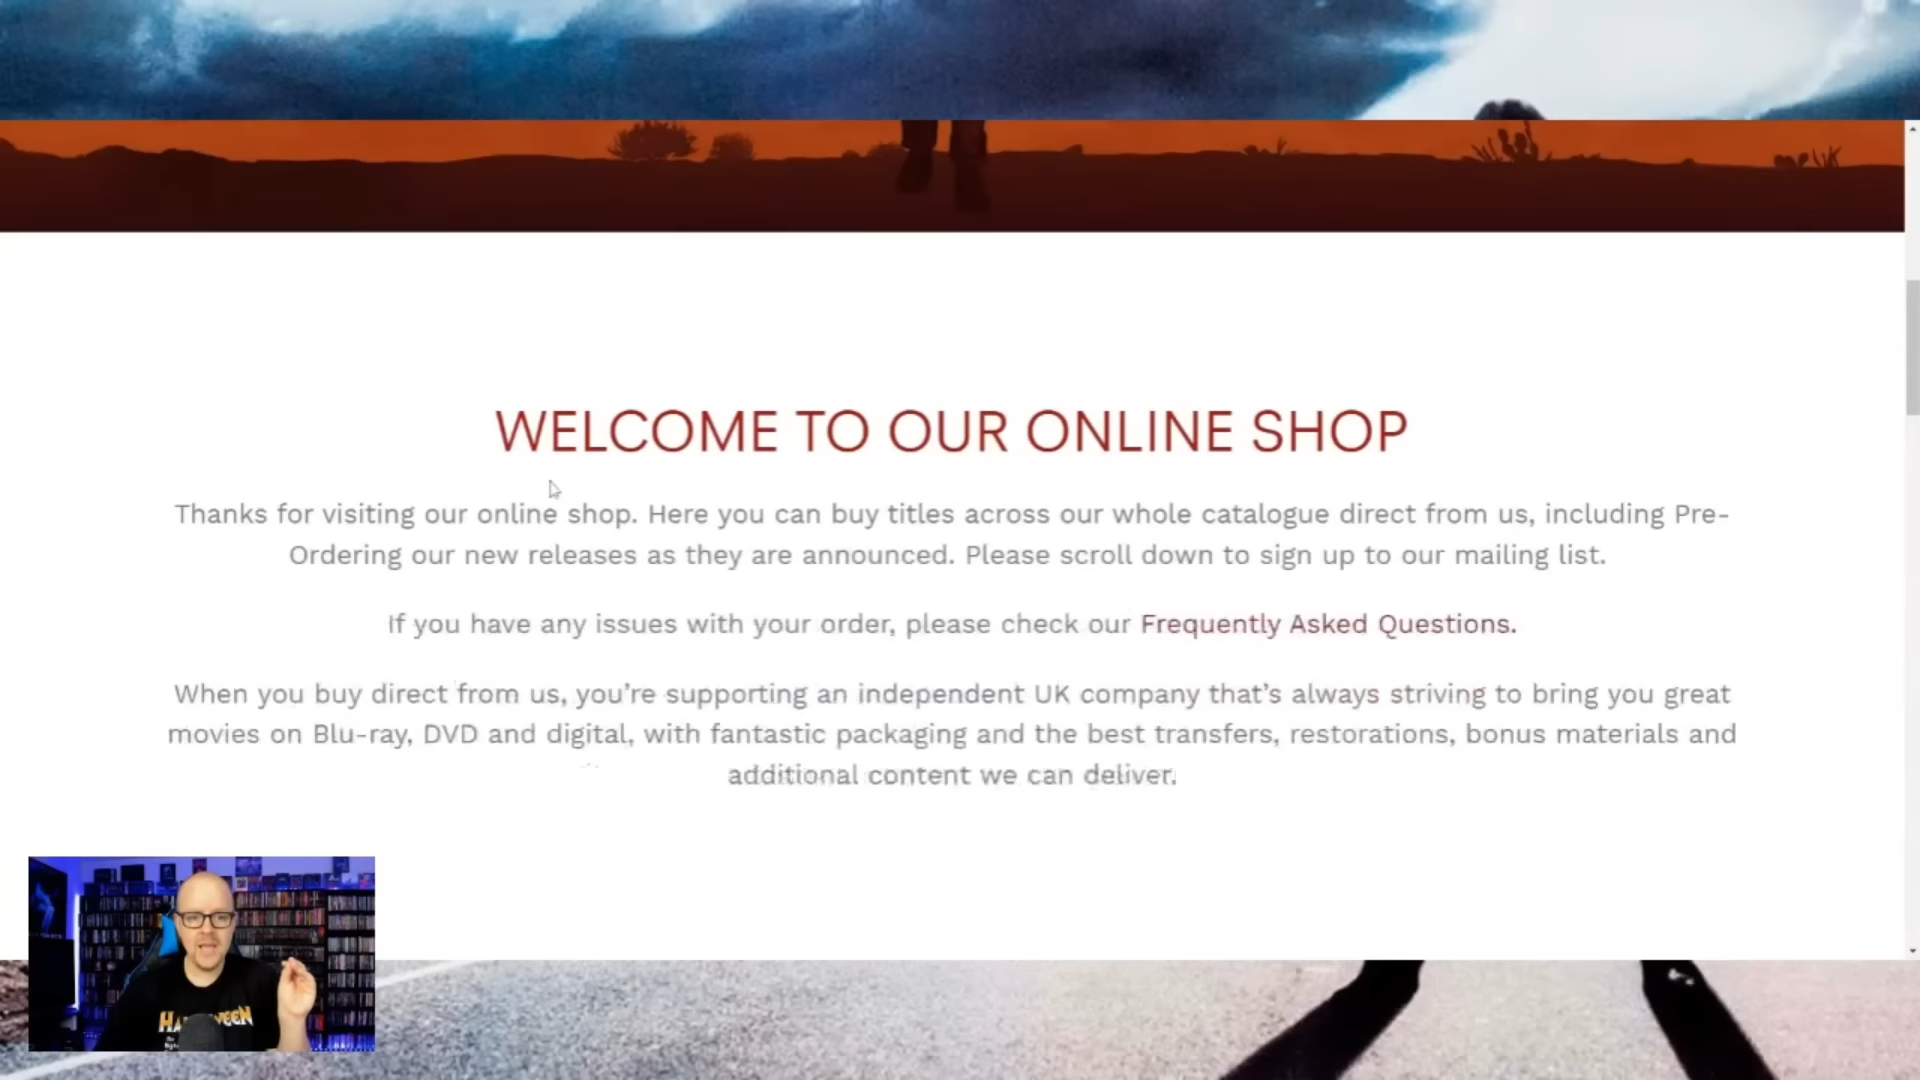 WELCOME TO OUR ONLINE SHOP
Thanks for visiting our online shop. Here you can buy titles across our whole catalogue direct from us, including Pre-
Ordering our new releases as they are announced. Please scroll down to sign up to our mailing list.
If you have any issues with your order, please check our Frequently Asked Questions.
When you buy direct from us, you’re supporting an independent UK company that’s always striving to bring you great
movies on Blu-ray, DVD and digital, with fantastic packaging and the best transfers, restorations, bonus materials and
additional content we can deliver.